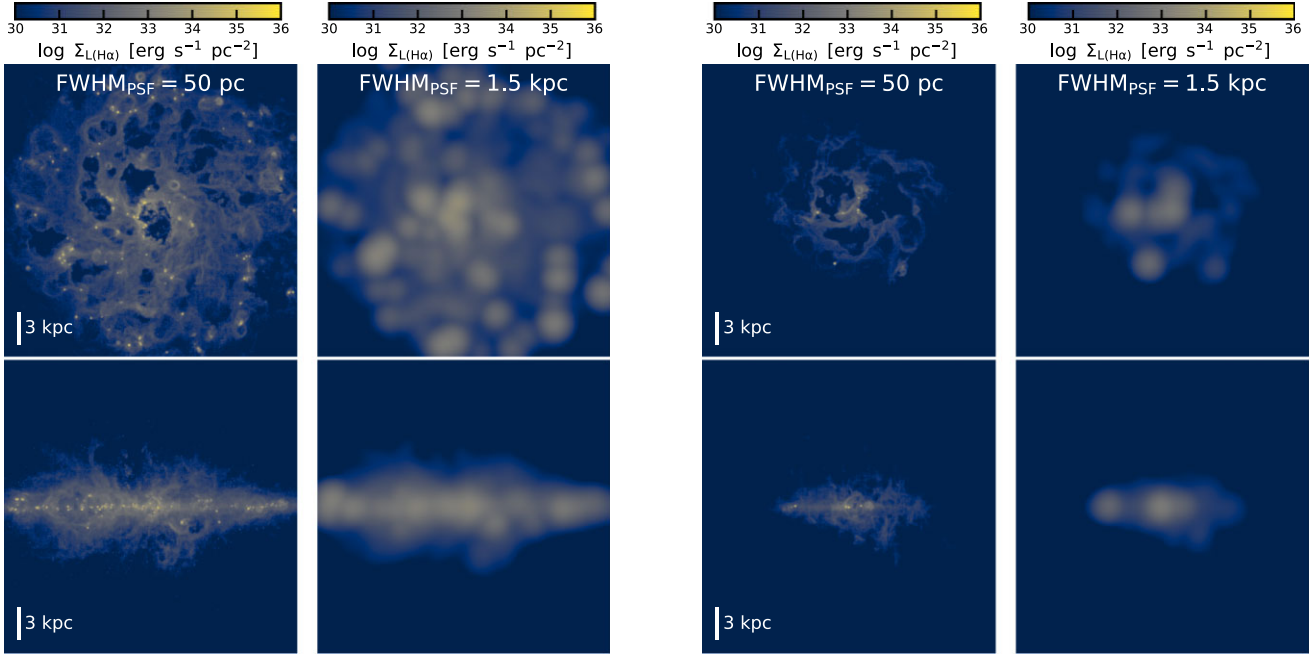 30 31 32 33 34 35 36
log Σ_L(Hα) [erg s⁻¹ pc⁻²]
FWHM_PSF = 50 pc
3 kpc
30 31 32 33 34 35 36
log Σ_L(Hα) [erg s⁻¹ pc⁻²]
FWHM_PSF = 1.5 kpc
3 kpc
30 31 32 33 34 35 36
log Σ_L(Hα) [erg s⁻¹ pc⁻²]
FWHM_PSF = 50 pc
3 kpc
30 31 32 33 34 35 36
log Σ_L(Hα) [erg s⁻¹ pc⁻²]
FWHM_PSF = 1.5 kpc
3 kpc